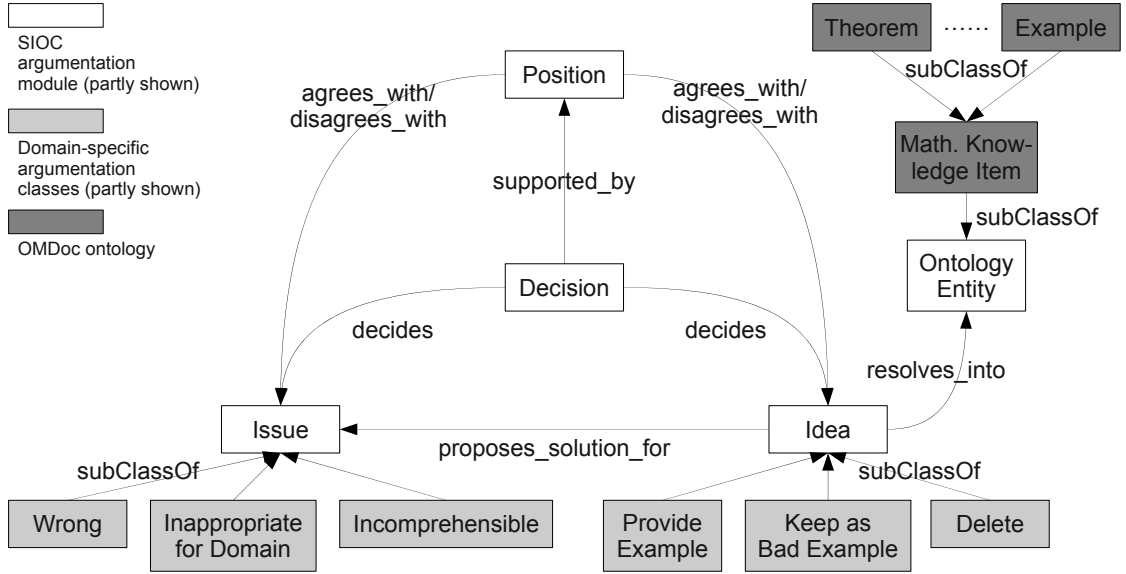 SIOC
argumentation
module (partly shown)
Domain-specific
argumentation
classes (partly shown)
OMDoc ontology
Theorem
......
Example
subClassOf
Math. Know-
ledge Item
subClassOf
Ontology
Entity
resolves_into
Position
agrees_with/
disagrees_with
agrees_with/
disagrees_with
supported_by
Decision
decides
decides
Issue
proposes_solution_for
Idea
subClassOf
subClassOf
Wrong
Inappropriate
for Domain
Incomprehensible
Provide
Example
Keep as
Bad Example
Delete